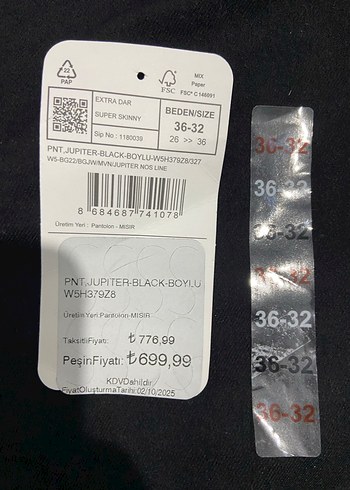 22
PAP
FSC
MIX
Paper
FSC® C146091
EXTRA DAR
SUPER SKINNY
Sip No : 1180039
BEDEN/SIZE
36-32
26 >> 36
PNT,JUPITER-BLACK-BOYLU-W5H379Z8/327
W5-BG22/BGJW/MVN/JUPITER NOS LINE
8 684687 741078
Üretim Yeri : Pantolon - MISIR
PNT,JUPITER-BLACK-BOYLU
W5H379Z8
ÜretimYeri:Pantolon-MISIR
TaksitliFiyatı: ₺ 776,99
PeşinFiyatı: ₺699,99
KDVDahildir.
FiyatOluşturmaTarihi:02/10/2025
36-32
36-32
36-32
36-32
36-32
36-32
36-32